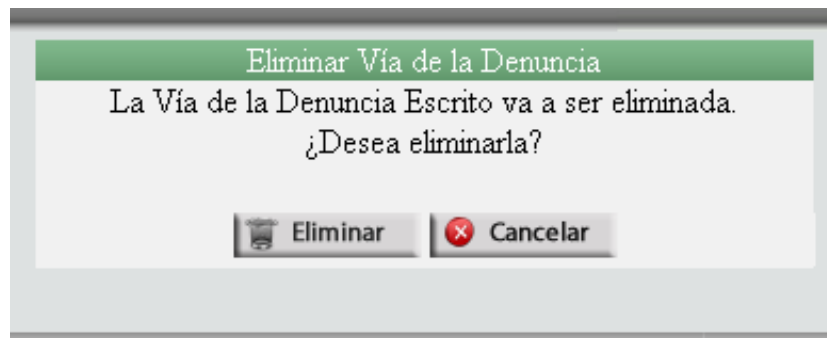 Eliminar Vía de la Denuncia
La Vía de la Denuncia Escrito va a ser eliminada.
¿Desea eliminarla?
Eliminar Cancelar